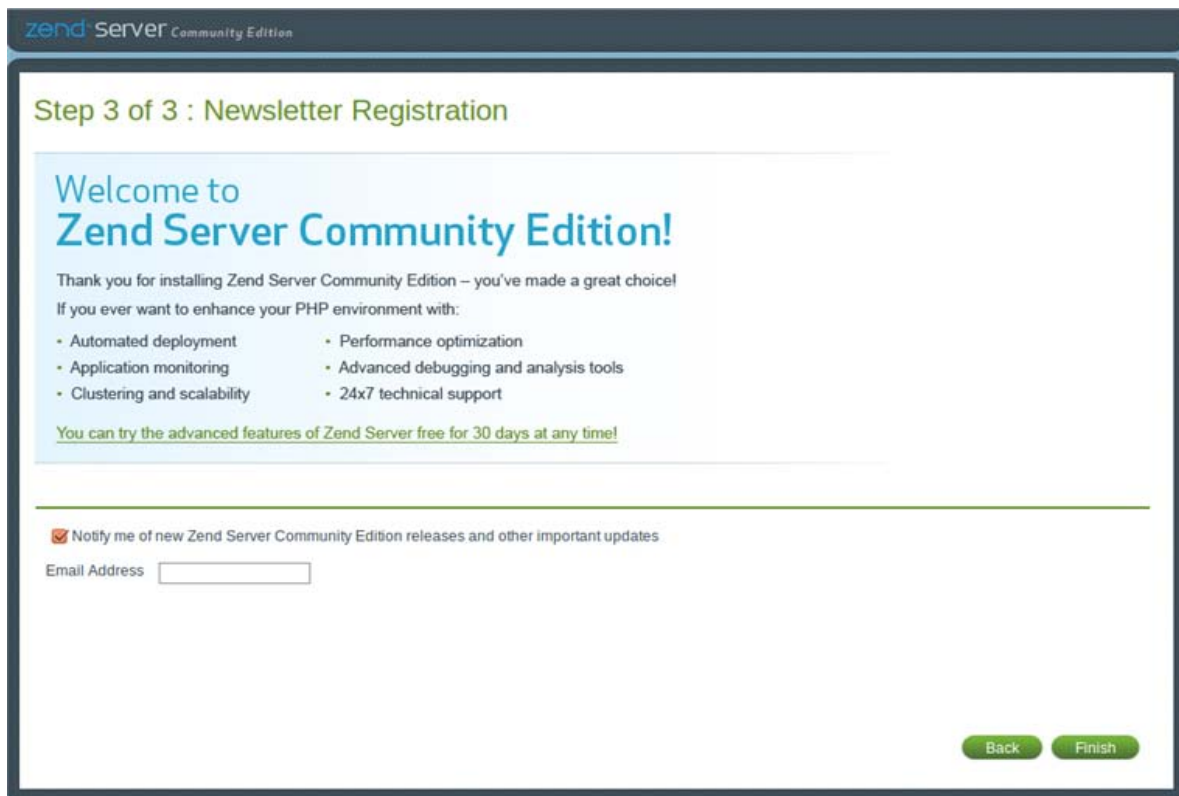 zend server Community Edition
Step 3 of 3 : Newsletter Registration
Welcome to
Zend Server Community Edition!
Thank you for installing Zend Server Community Edition – you've made a great choice!
If you ever want to enhance your PHP environment with:
• Automated deployment
• Application monitoring
• Clustering and scalability
• Performance optimization
• Advanced debugging and analysis tools
• 24x7 technical support
You can try the advanced features of Zend Server free for 30 days at any time!
Notify me of new Zend Server Community Edition releases and other important updates
Email Address
Back
Finish